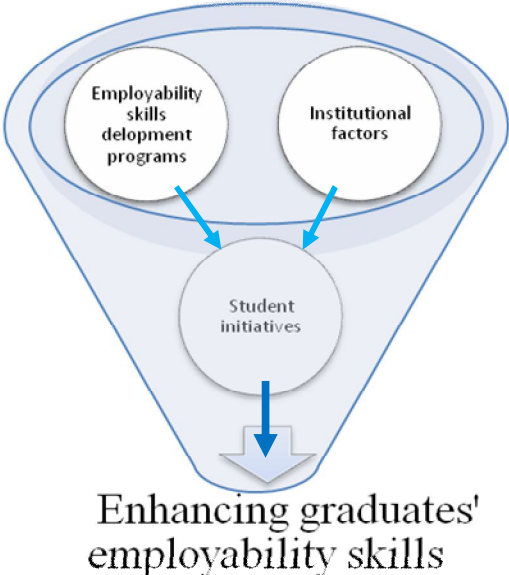 Employability
skills
delopment
programs
Institutional
factors
Student
initiatives
Enhancing graduates'
employability skills